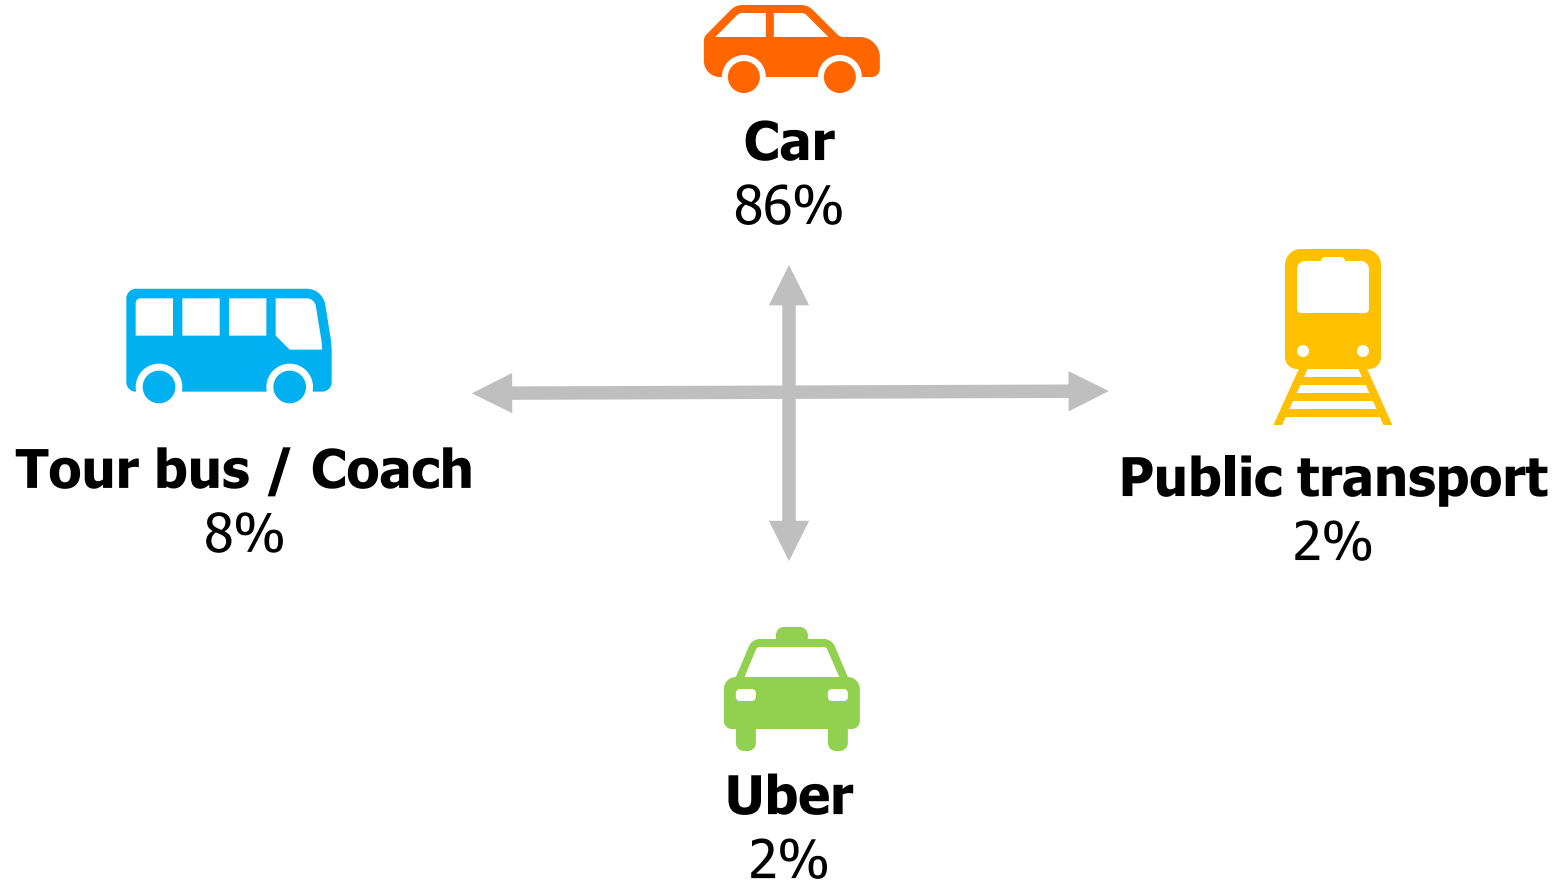 Car
86%
Tour bus / Coach
8%
Public transport
2%
Uber
2%